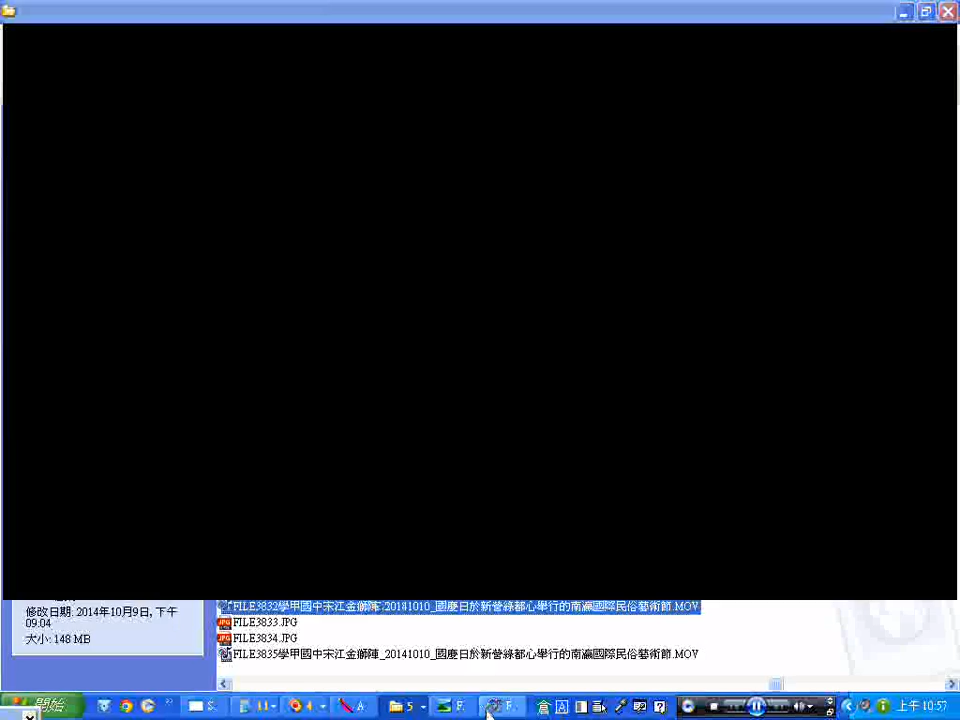 修改日期: 2014年10月9日, 下午
09:04
大小: 148 MB
FILE3832學甲國中宋江金獅陣_20141010_國慶日於新營綠都心舉行的南瀛國際民俗藝術節.MOV
FILE3833.JPG
FILE3834.JPG
FILE3835學甲國中宋江金獅陣_20141010_國慶日於新營綠都心舉行的南瀛國際民俗藝術節.MOV
開始
S.
11
4
A
5
F.
F.
上午 10:57